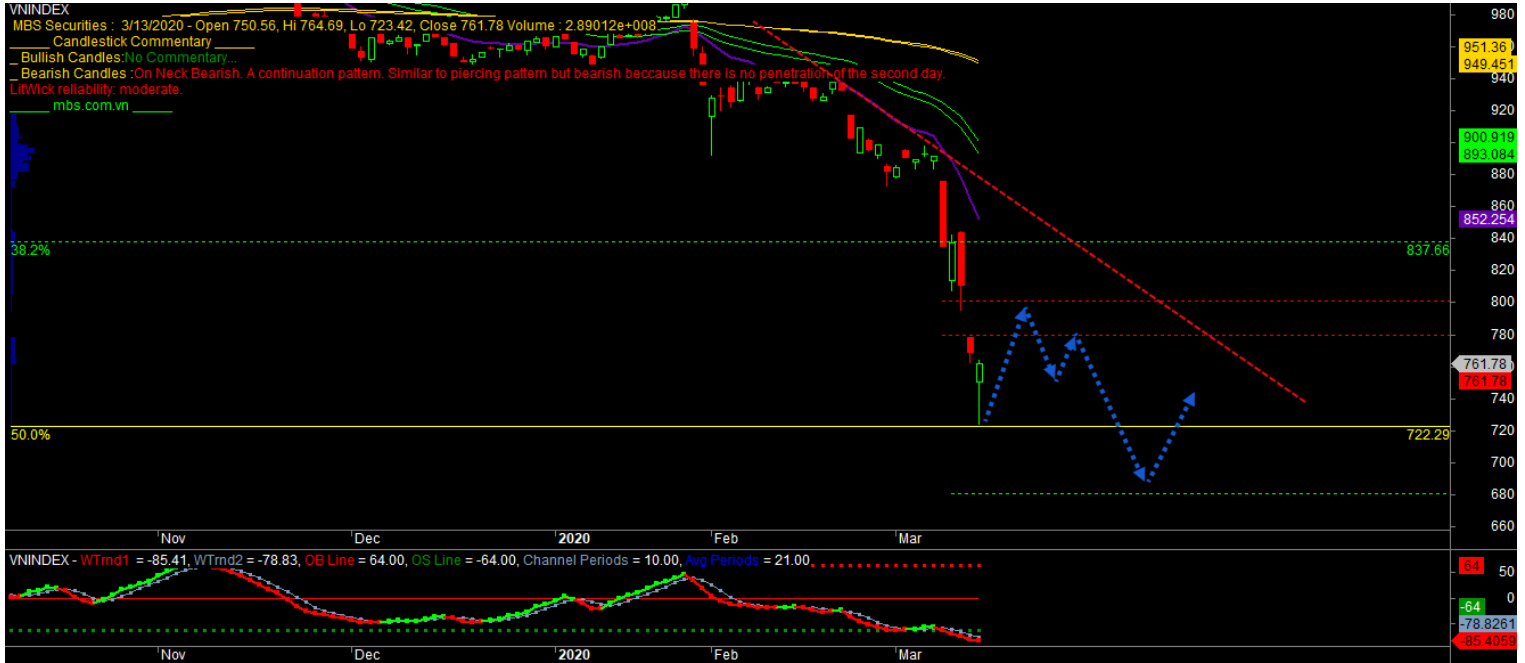 VNINDEX
MBS Securities : 3/13/2020 - Open 750.56, Hi 764.69, Lo 723.42, Close 761.78 Volume : 2.89012e+008
_____ Candlestick Commentary _____
_ Bullish Candles:No Commentary...
_ Bearish Candles :On Neck Bearish. A continuation pattern. Similar to piercing pattern but bearish beccause there is no penetration of the second day.
LitWick reliability: moderate.
_____ mbs.com.vn _____
980
951.36
949.451
940
920
900.919
893.084
880
860
852.254
840
38.2%
837.66
820
800
780
761.78
761.78
740
720
50.0%
722.29
700
680
660
Nov
Dec
2020
Feb
Mar
VNINDEX - WTrnd1 = -85.41, WTrnd2 = -78.83, OB Line = 64.00, OS Line = -64.00, Channel Periods = 10.00, Avg Periods = 21.00
64
50
0
-64
-78.8261
-85.4059
Nov
Dec
2020
Feb
Mar